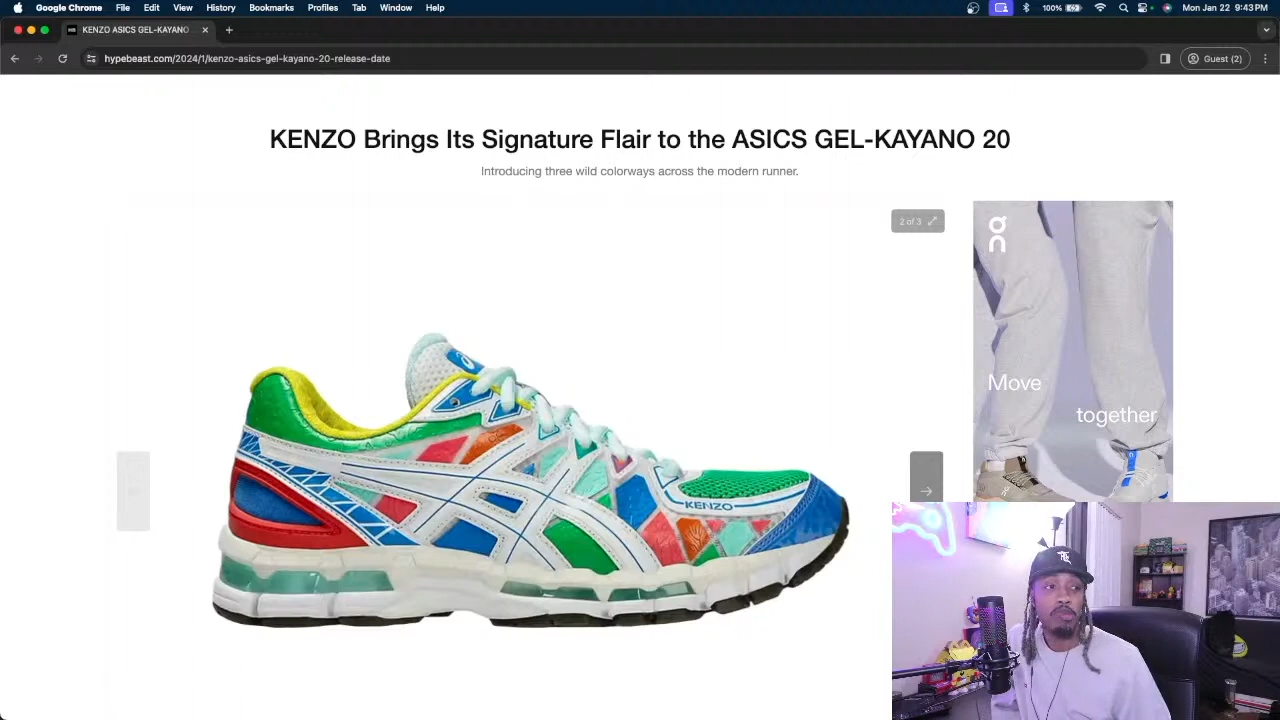 Google Chrome File Edit View History Bookmarks Profiles Tab Window Help 100% Mon Jan 22 9:43 PM
KENZO ASICS GEL-KAYANO
hypebeast.com/2024/1/kenzo-asics-gel-kayano-20-release-date Guest (2)
KENZO Brings Its Signature Flair to the ASICS GEL-KAYANO 20
Introducing three wild colorways across the modern runner.
2 of 3
on
Move
together
KENZO